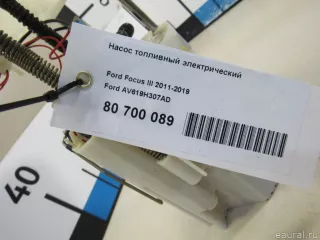 Насос топливный электрический
Ford Focus III 2011-2019
Ford AV619H307AD
80 700 089
40
eaural.ru